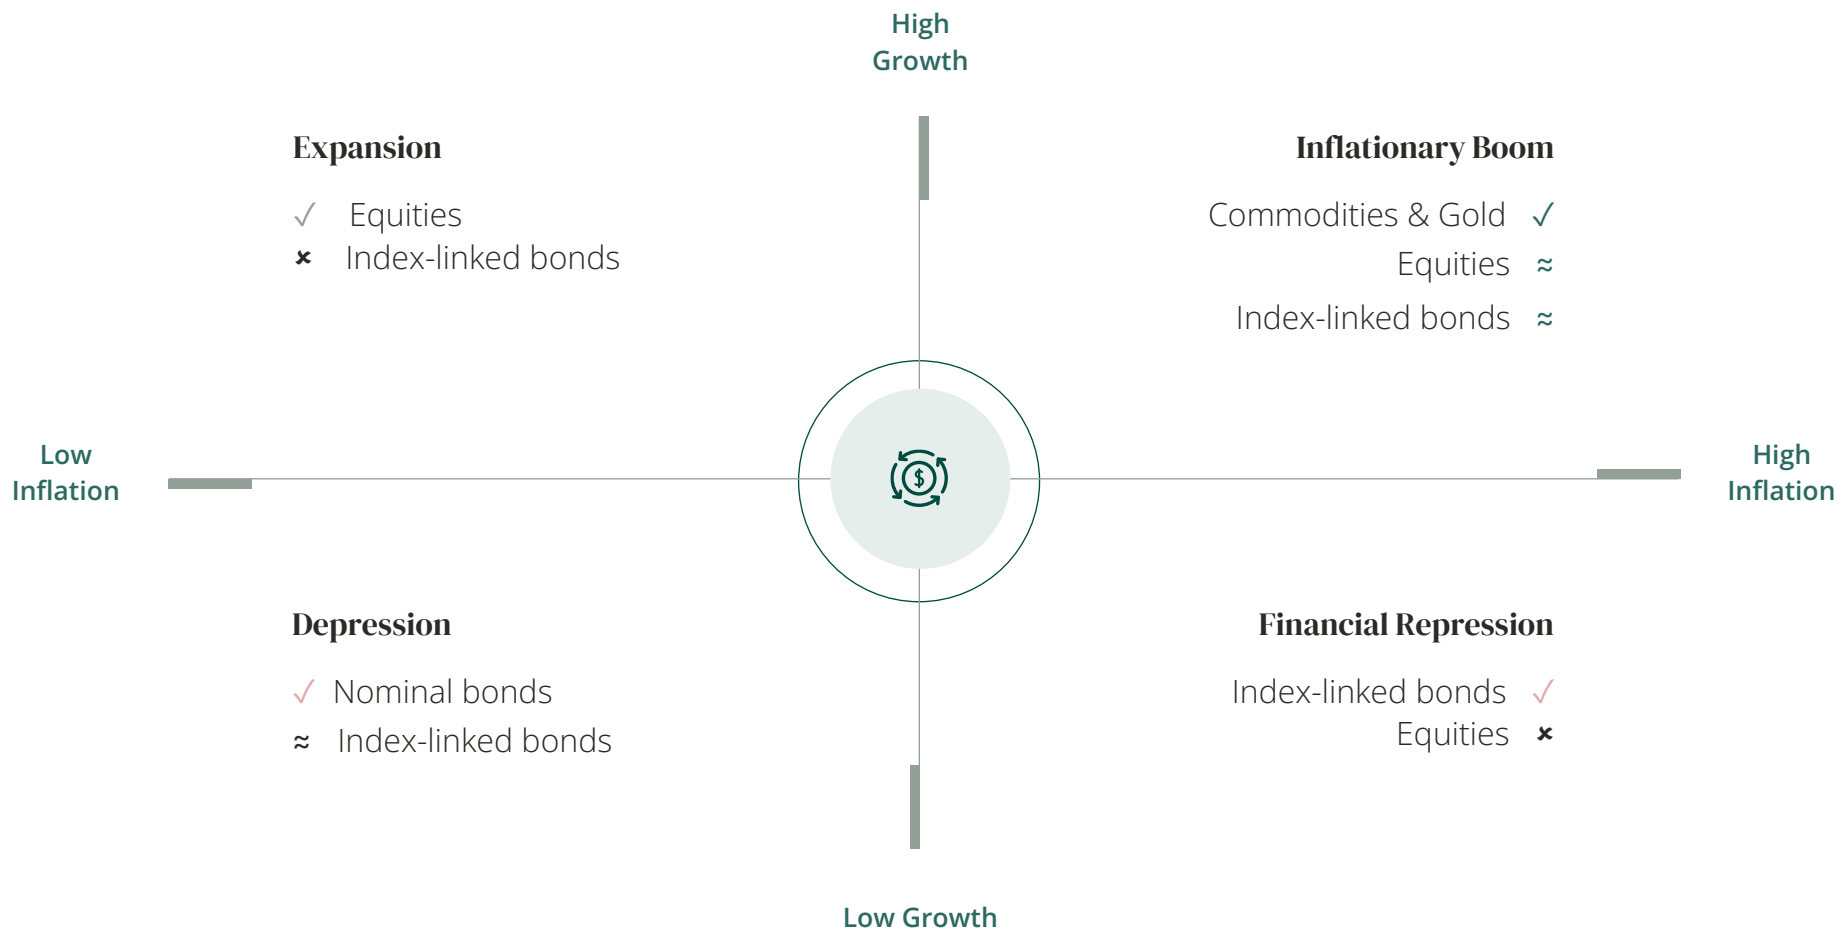 High
Growth
Expansion
✓ Equities
✘ Index-linked bonds
Inflationary Boom
Commodities & Gold ✓
Equities ≈
Index-linked bonds ≈
Low
Inflation
$
High
Inflation
Depression
✓ Nominal bonds
≈ Index-linked bonds
Financial Repression
Index-linked bonds ✓
Equities ✘
Low Growth